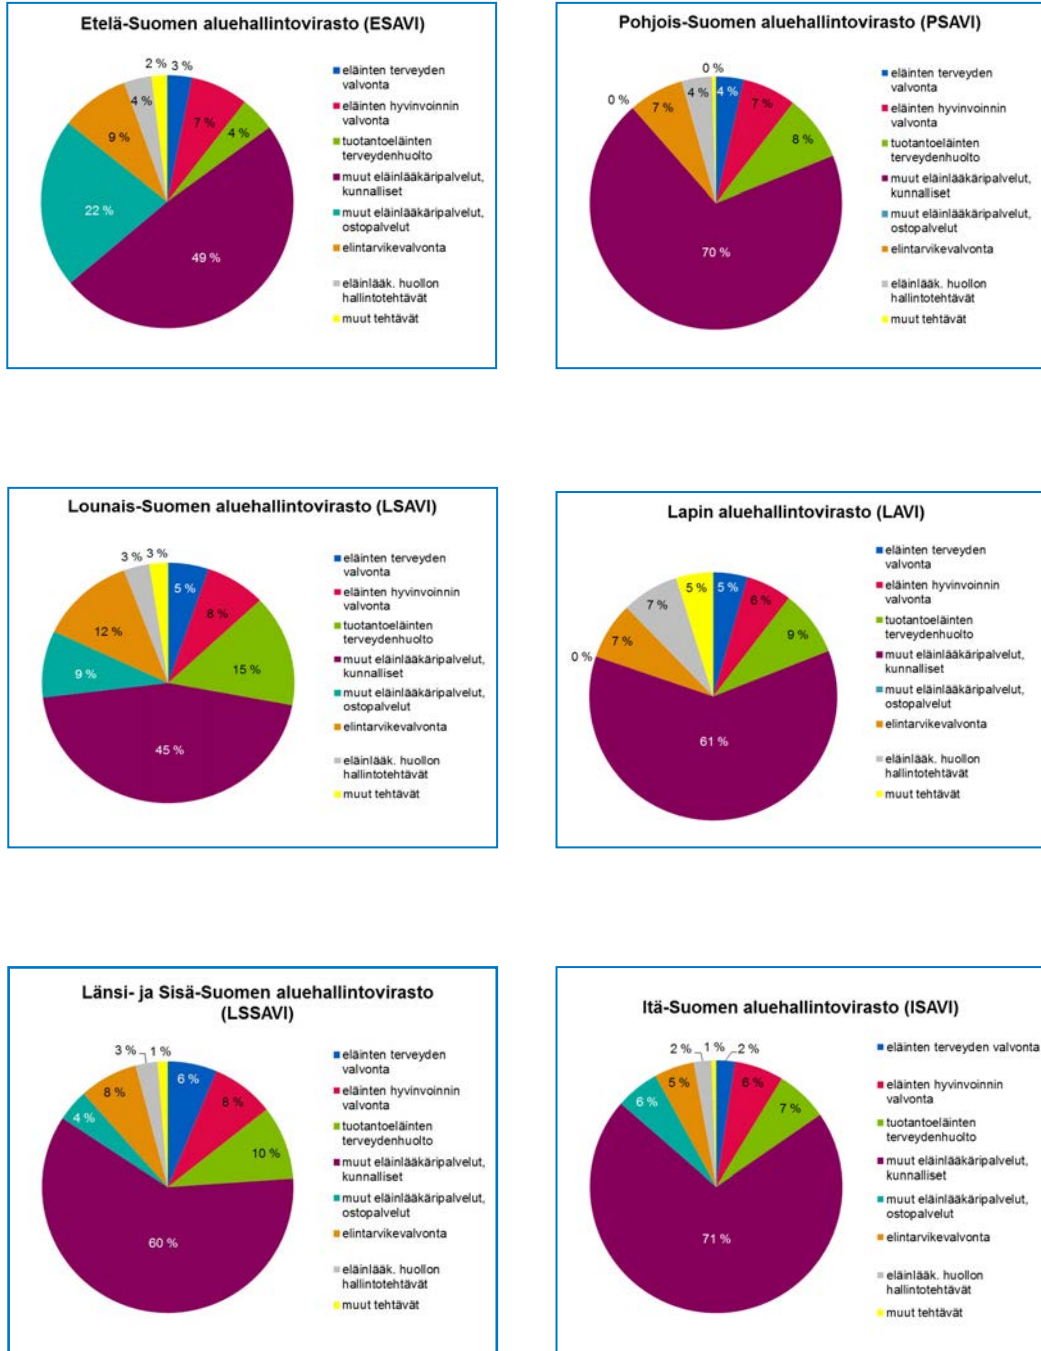 Etelä-Suomen aluehallintovirasto (ESAVI)
2 %
3 %
7 %
4 %
49 %
22 %
9 %
4 %
eläinten terveyden
valvonta
eläinten hyvinvoinnin
valvonta
tuotantoeläinten
terveydenhuolto
muut eläinlääkäripalvelut,
kunnalliset
muut eläinlääkäripalvelut,
ostopalvelut
elintarvikevalvonta
eläinlääk. huollon
hallintotehtävät
muut tehtävät
Pohjois-Suomen aluehallintovirasto (PSAVI)
0 %
4 %
7 %
8 %
70 %
0 %
7 %
4 %
eläinten terveyden
valvonta
eläinten hyvinvoinnin
valvonta
tuotantoeläinten
terveydenhuolto
muut eläinlääkäripalvelut,
kunnalliset
muut eläinlääkäripalvelut,
ostopalvelut
elintarvikevalvonta
eläinlääk. huollon
hallintotehtävät
muut tehtävät
Lounais-Suomen aluehallintovirasto (LSAVI)
3 %
3 %
5 %
8 %
15 %
45 %
9 %
12 %
eläinten terveyden
valvonta
eläinten hyvinvoinnin
valvonta
tuotantoeläinten
terveydenhuolto
muut eläinlääkäripalvelut,
kunnalliset
muut eläinlääkäripalvelut,
ostopalvelut
elintarvikevalvonta
eläinlääk. huollon
hallintotehtävät
muut tehtävät
Lapin aluehallintovirasto (LAVI)
5 %
5 %
6 %
9 %
61 %
0 %
7 %
7 %
eläinten terveyden
valvonta
eläinten hyvinvoinnin
valvonta
tuotantoeläinten
terveydenhuolto
muut eläinlääkäripalvelut,
kunnalliset
muut eläinlääkäripalvelut,
ostopalvelut
elintarvikevalvonta
eläinlääk. huollon
hallintotehtävät
muut tehtävät
Länsi- ja Sisä-Suomen aluehallintovirasto
(LSSAVI)
3 %
1 %
6 %
8 %
10 %
60 %
4 %
8 %
eläinten terveyden
valvonta
eläinten hyvinvoinnin
valvonta
tuotantoeläinten
terveydenhuolto
muut eläinlääkäripalvelut,
kunnalliset
muut eläinlääkäripalvelut,
ostopalvelut
elintarvikevalvonta
eläinlääk. huollon
hallintotehtävät
muut tehtävät
Itä-Suomen aluehallintovirasto (ISAVI)
2 %
1 %
2 %
6 %
7 %
71 %
6 %
5 %
eläinten terveyden valvonta
eläinten hyvinvoinnin
valvonta
tuotantoeläinten
terveydenhuolto
muut eläinlääkäripalvelut,
kunnalliset
muut eläinlääkäripalvelut,
ostopalvelut
elintarvikevalvonta
eläinlääk. huollon
hallintotehtävät
muut tehtävät